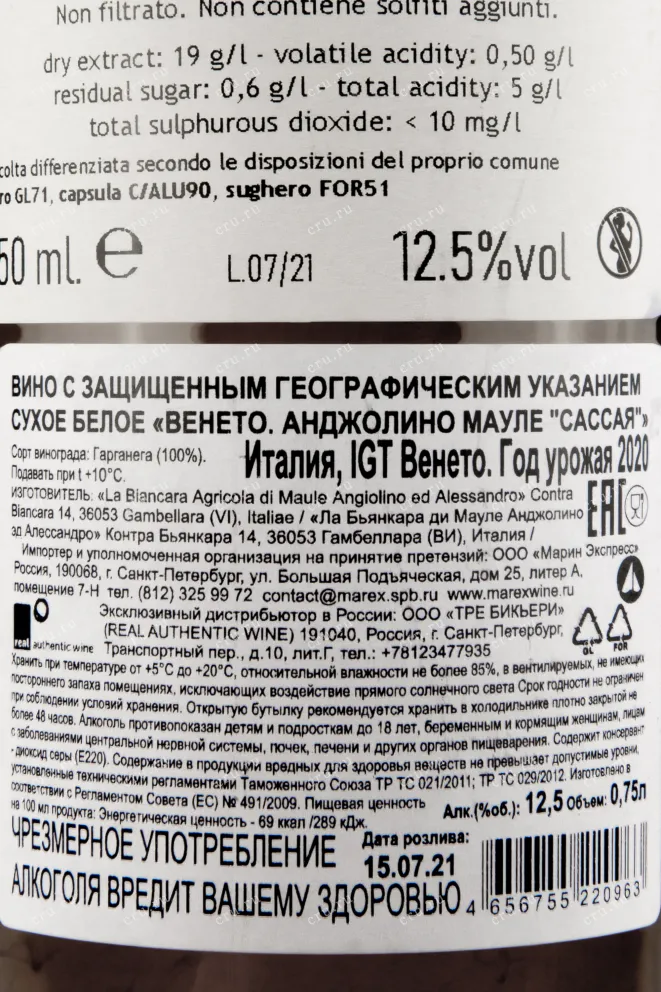 Non filtrato. Non contiene solfiti aggiunti.
dry extract: 19 g/l - volatile acidity: 0,50 g/l
residual sugar: 0,6 g/l - total acidity: 5 g/l
total sulphurous dioxide: < 10 mg/l
colta differenziata secondo le disposizioni del proprio comune
ro GL71, capsula C/ALU90, sughero FOR51
50 ml. e L.07/21 12.5%vol
ВИНО С ЗАЩИЩЕННЫМ ГЕОГРАФИЧЕСКИМ УКАЗАНИЕМ
СУХОЕ БЕЛОЕ «ВЕНЕТО. АНДЖОЛИНО МАУЛЕ "САССАЯ"»
Сорт винограда: Гарганега (100%).
Италия, IGT Венето. Год урожая 2020
Подавать при t +10°C.
ИЗГОТОВИТЕЛЬ: «La Biancara Agricola di Maule Angiolino ed Alessandro» Contra
Biancara 14, 36053 Gambellara (VI), Italiae / «Ла Бьянкара ди Мауле Анджолино
эд Алессандро» Контра Бьянкара 14, 36053 Гамбеллара (ВИ), Италия /
EAC
Импортер и уполномоченная организация на принятие претензий: ООО «Марин Экспресс»
Россия, 190068, г. Санкт-Петербург, ул. Большая Подъяческая, дом 25, литер А,
помещение 7-Н тел. (812) 325 99 72 contact@marex.spb.ru www.marexwine.ru
Эксклюзивный дистрибьютор в России: ООО «ТРЕ БИКЬЕРИ»
(REAL AUTHENTIC WINE) 191040, Россия, г. Санкт-Петербург,
Транспортный пер., д.10, лит.Г, тел.: +78123477935
real authentic wine
GL FOR
Хранить при температуре от +5°С до +20°С, относительной влажности не более 85%, в вентилируемых, не имеющих
постороннего запаха помещениях, исключающих воздействие прямого солнечного света Срок годности не ограничен
при соблюдении условий хранения. Открытую бутылку рекомендуется хранить в холодильнике плотно закрытой не
более 48 часов. Алкоголь противопоказан детям и подросткам до 18 лет, беременным и кормящим женщинам, лицам
с заболеваниями центральной нервной системы, почек, печени и других органов пищеварения. Содержит консервант
- диоксид серы (Е220). Содержание в продукции вредных для здоровья веществ не превышает допустимые уровни,
установленные техническими регламентами Таможенного Союза ТР ТС 021/2011; ТР ТС 029/2012. Изготовлено в
соответствии с Регламентом Совета (ЕС) № 491/2009. Пищевая ценность
на 100 мл продукта: Энергетическая ценность - 69 ккал /289 кДж.
Алк.(%об.): 12,5 Объем: 0,75л
ЧРЕЗМЕРНОЕ УПОТРЕБЛЕНИЕ
АЛКОГОЛЯ ВРЕДИТ ВАШЕМУ ЗДОРОВЬЮ
Дата розлива:
15.07.21
4 656755 220963